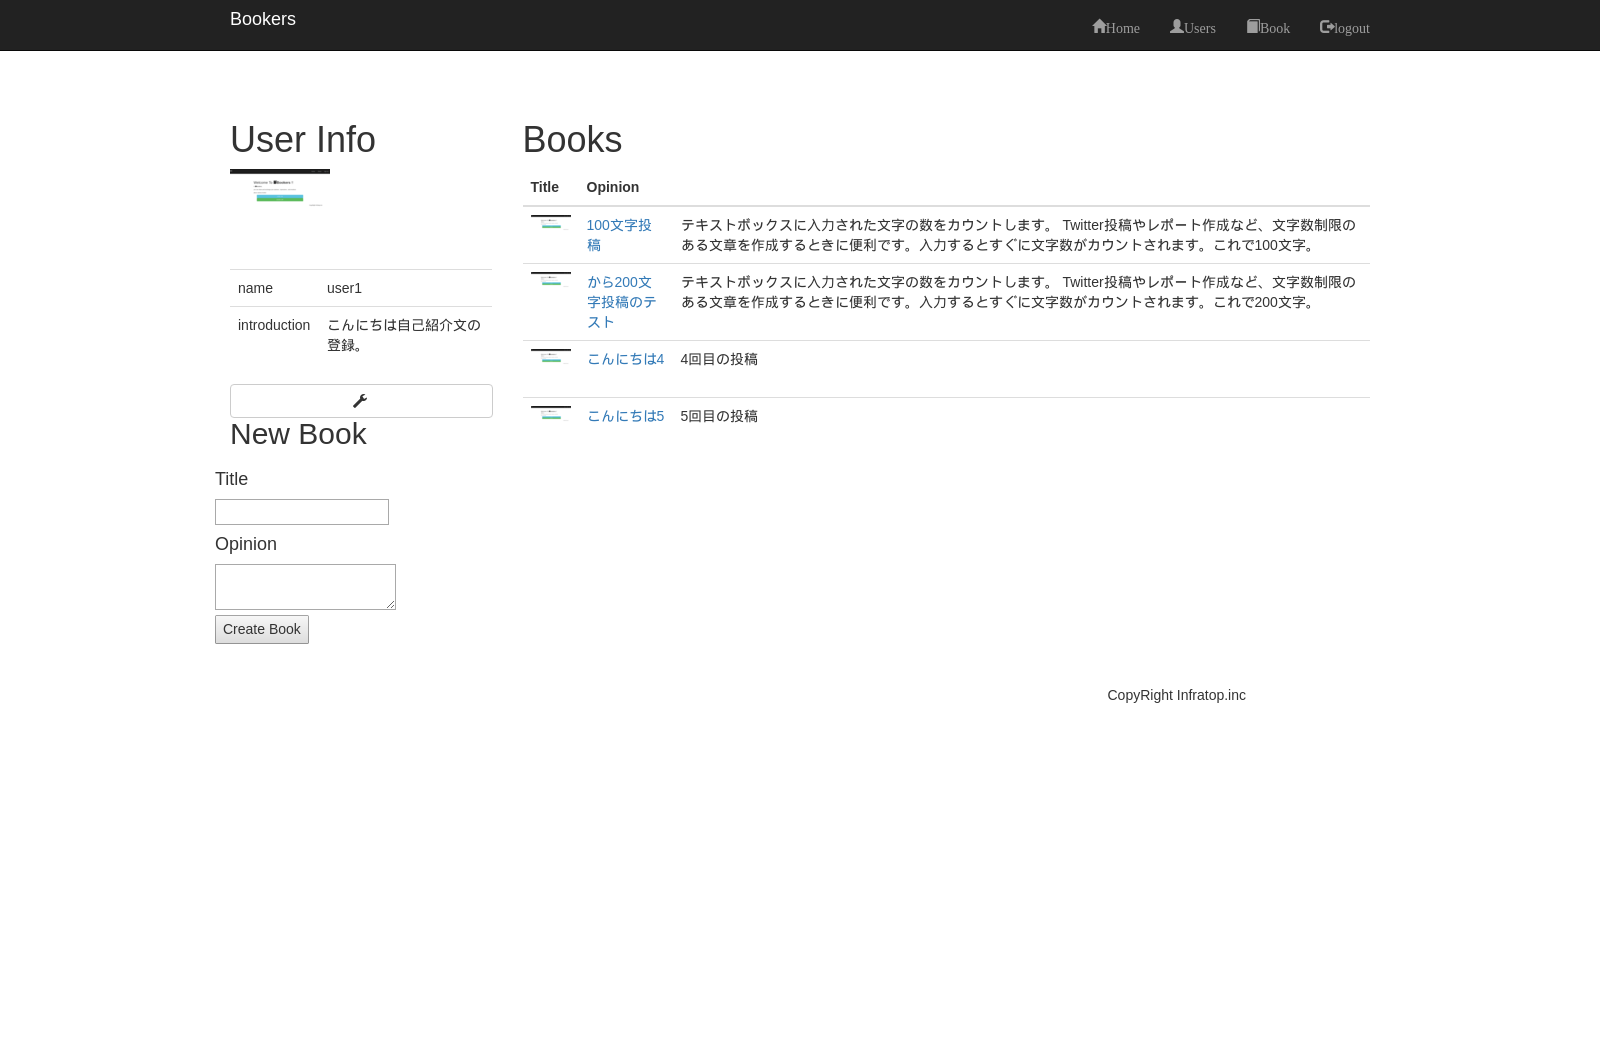 Bookers
Home Users Book logout
User Info
name user1
introduction こんにちは自己紹介文の
登録。
New Book
Title
Opinion
Create Book
Books
Title Opinion
100文字投 テキストボックスに入力された文字の数をカウントします。 Twitter投稿やレポート作成など、文字数制限の
稿 ある文章を作成するときに便利です。入力するとすぐに文字数がカウントされます。これで100文字。
から200文 テキストボックスに入力された文字の数をカウントします。 Twitter投稿やレポート作成など、文字数制限の
字投稿のテ ある文章を作成するときに便利です。入力するとすぐに文字数がカウントされます。これで200文字。
スト
こんにちは4 4回目の投稿
こんにちは5 5回目の投稿
CopyRight Infratop.inc